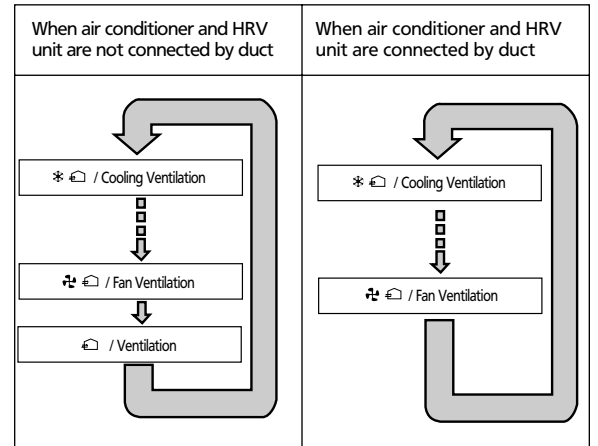 When air conditioner and HRV
unit are not connected by duct
When air conditioner and HRV
unit are connected by duct
/ Cooling Ventilation
/ Fan Ventilation
/ Ventilation
/ Cooling Ventilation
/ Fan Ventilation